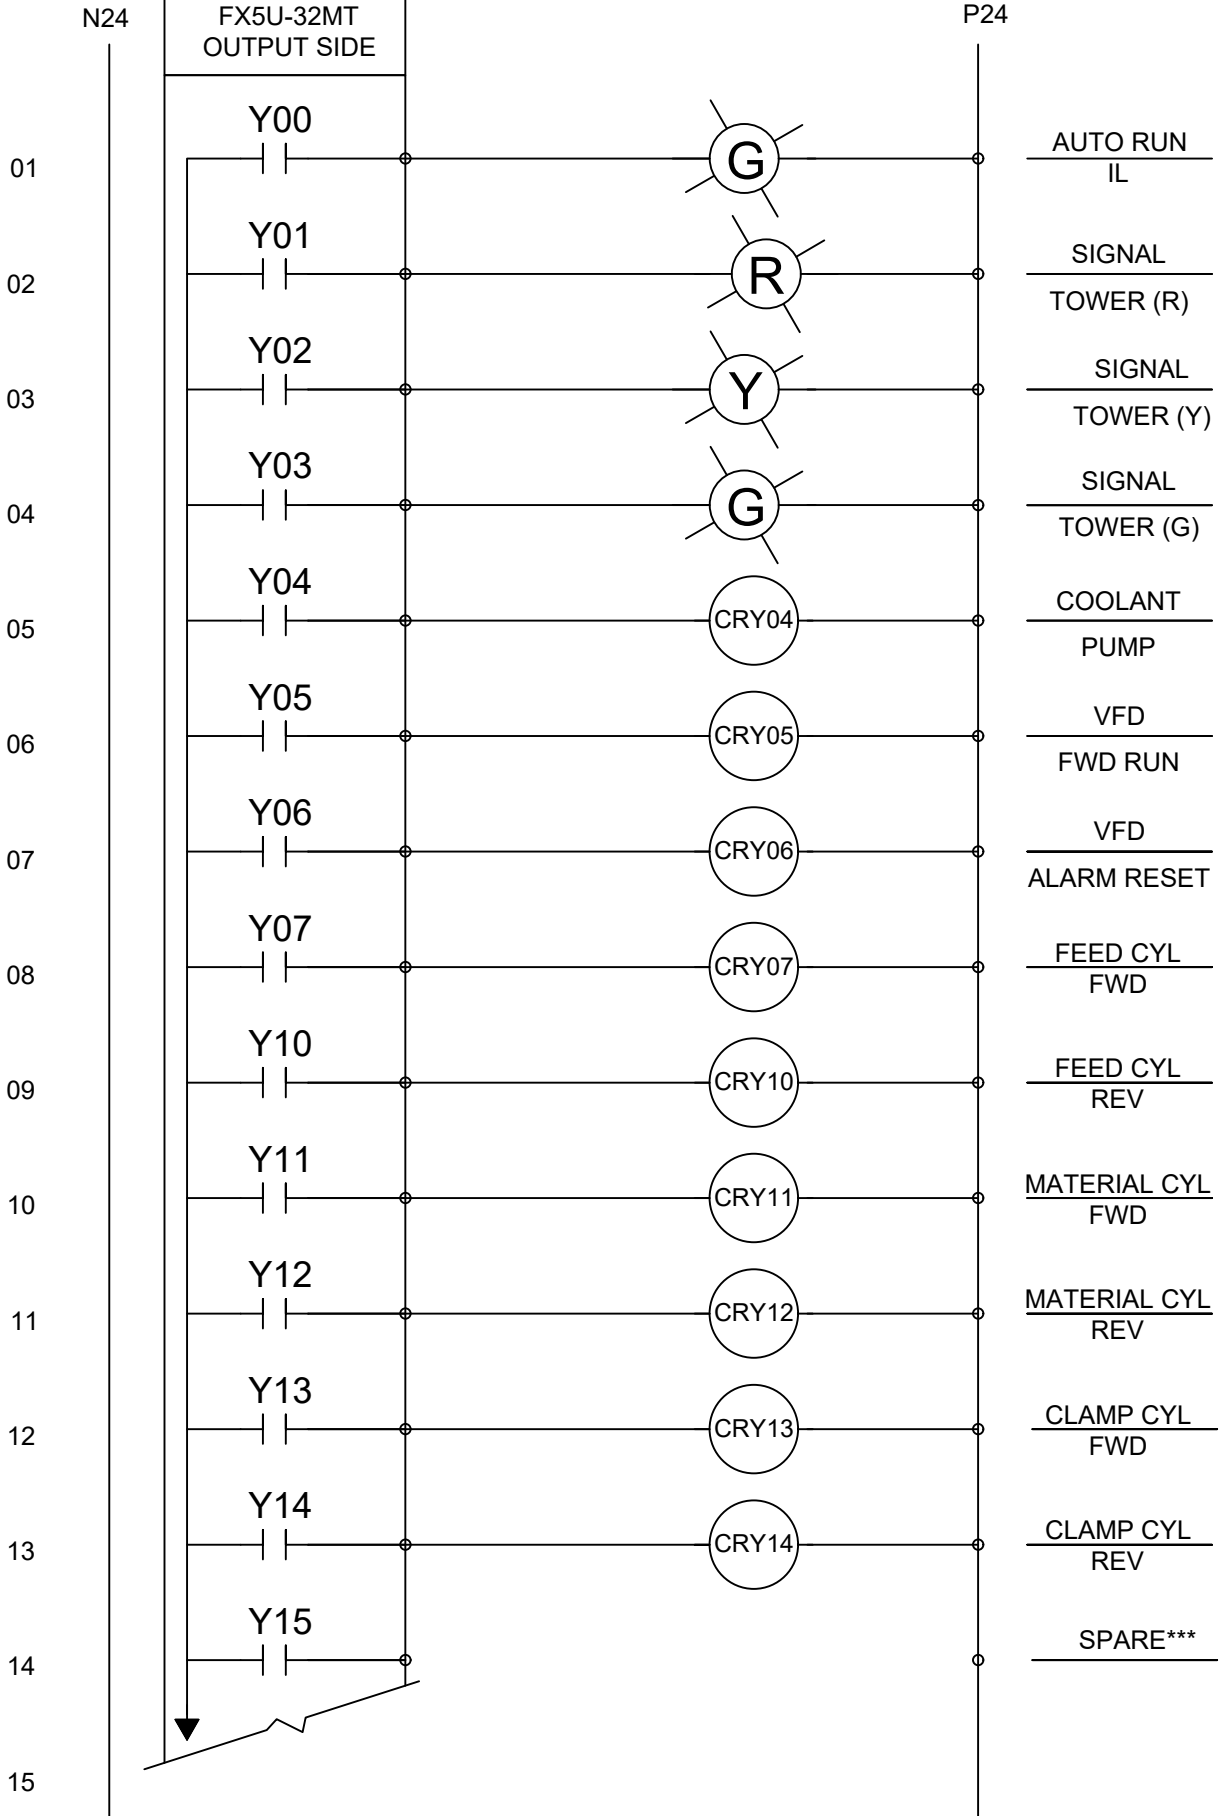 N24
FX5U-32MT
OUTPUT SIDE
P24
Y00
01
G
AUTO RUN
IL
Y01
02
R
SIGNAL
TOWER (R)
Y02
03
Y
SIGNAL
TOWER (Y)
Y03
04
G
SIGNAL
TOWER (G)
Y04
05
CRY04
COOLANT
PUMP
Y05
06
CRY05
VFD
FWD RUN
Y06
07
CRY06
VFD
ALARM RESET
Y07
08
CRY07
FEED CYL
FWD
Y10
09
CRY10
FEED CYL
REV
Y11
10
CRY11
MATERIAL CYL
FWD
Y12
11
CRY12
MATERIAL CYL
REV
Y13
12
CRY13
CLAMP CYL
FWD
Y14
13
CRY14
CLAMP CYL
REV
Y15
14
SPARE***
15